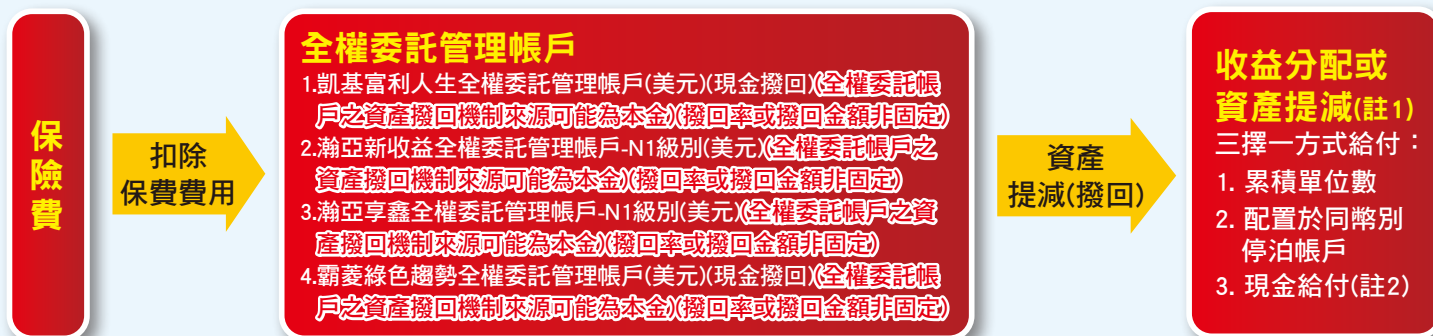 保險費
扣除
保費費用
全權委託管理帳戶
1.凱基富利人生全權委託管理帳戶(美元)(現金撥回)(全權委託帳
戶之資產撥回機制來源可能為本金)(撥回率或撥回金額非固定)
2.瀚亞新收益全權委託管理帳戶-N1級別(美元)(全權委託帳戶之
資產撥回機制來源可能為本金)(撥回率或撥回金額非固定)
3.瀚亞享鑫全權委託管理帳戶-N1級別(美元)(全權委託帳戶之資
產撥回機制來源可能為本金)(撥回率或撥回金額非固定)
4.霸菱綠色趨勢全權委託管理帳戶(美元)(現金撥回)(全權委託帳
戶之資產撥回機制來源可能為本金)(撥回率或撥回金額非固定)
資產
提減(撥回)
收益分配或
資產提減(註1)
三擇一方式給付：
1. 累積單位數
2. 配置於同幣別
停泊帳戶
3. 現金給付(註2)